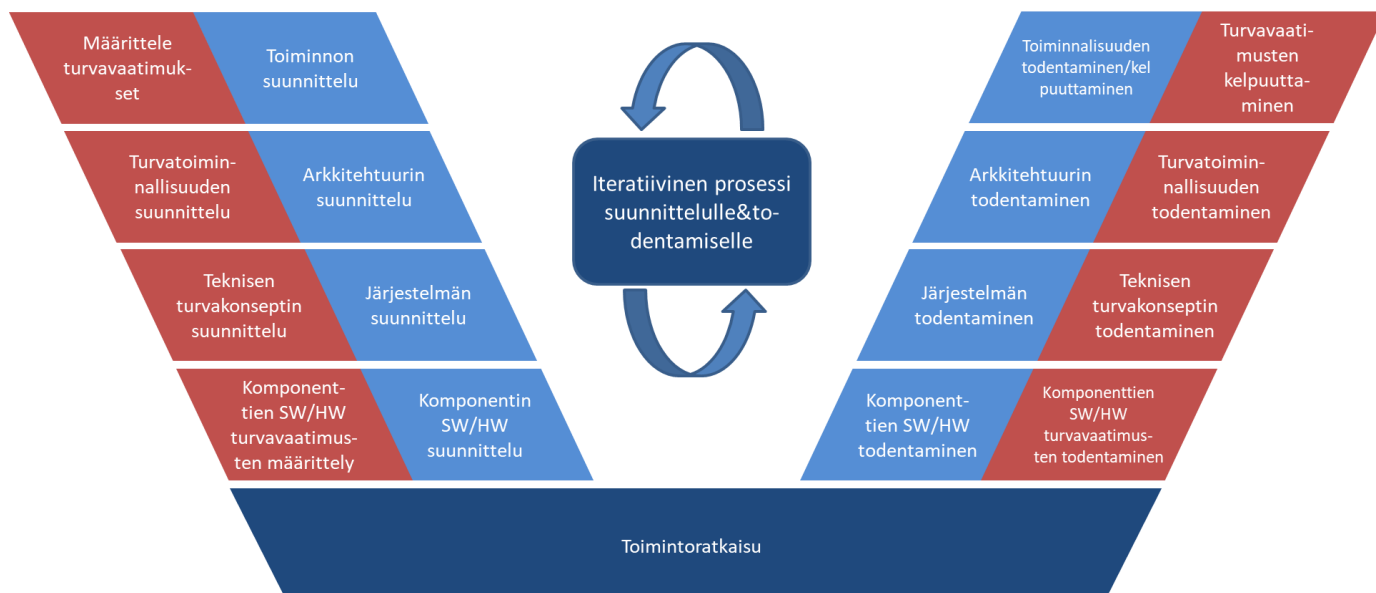 Määrittele
turvavaatimuk-
set
Toiminnon
suunnittelu
Toiminnalisuuden
todentaminen/kel
puuttaminen
Turvavaati-
musten
kelpuutta-
minen
Turvatoimin-
nallisuuden
suunnittelu
Arkkitehtuurin
suunnittelu
Iteratiivinen prosessi
suunnittelulle&to-
dentamiselle
Arkkitehtuurin
todentaminen
Turvatoimin-
nallisuuden
todentaminen
Teknisen
turvakonseptin
suunnittelu
Järjestelmän
suunnittelu
Järjestelmän
todentaminen
Teknisen
turvakonseptin
todentaminen
Komponent-
tien SW/HW
turvavaatimus-
ten määrittely
Komponentin
SW/HW
suunnittelu
Komponent-
tien SW/HW
todentaminen
Komponenttien
SW/HW
turvavaatimus-
ten todentaminen
Toimintoratkaisu